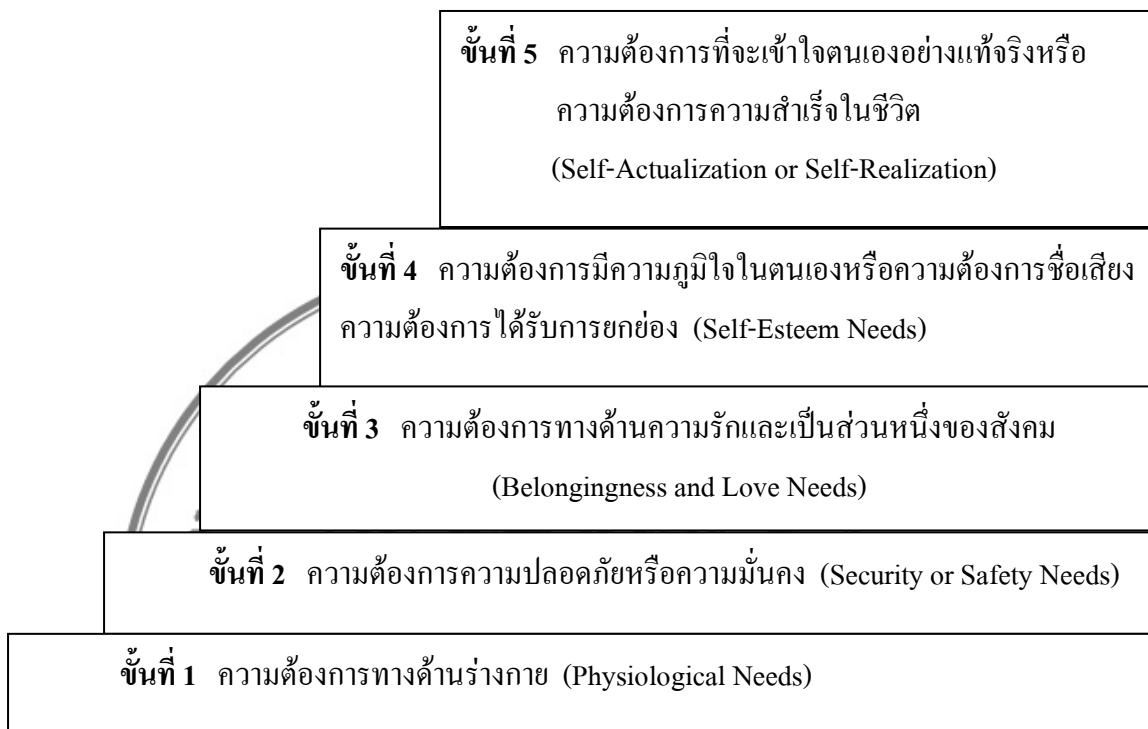 ขั้นที่ 5 ความต้องการที่จะเข้าใจตนเองอย่างแท้จริงหรือ
ความต้องการความสำเร็จในชีวิต
(Self-Actualization or Self-Realization)
ขั้นที่ 4 ความต้องการมีความภูมิใจในตนเองหรือความต้องการชื่อเสียง
ความต้องการได้รับการยกย่อง (Self-Esteem Needs)
ขั้นที่ 3 ความต้องการทางด้านความรักและเป็นส่วนหนึ่งของสังคม
(Belongingness and Love Needs)
ขั้นที่ 2 ความต้องการความปลอดภัยหรือความมั่นคง (Security or Safety Needs)
ขั้นที่ 1 ความต้องการทางด้านร่างกาย (Physiological Needs)